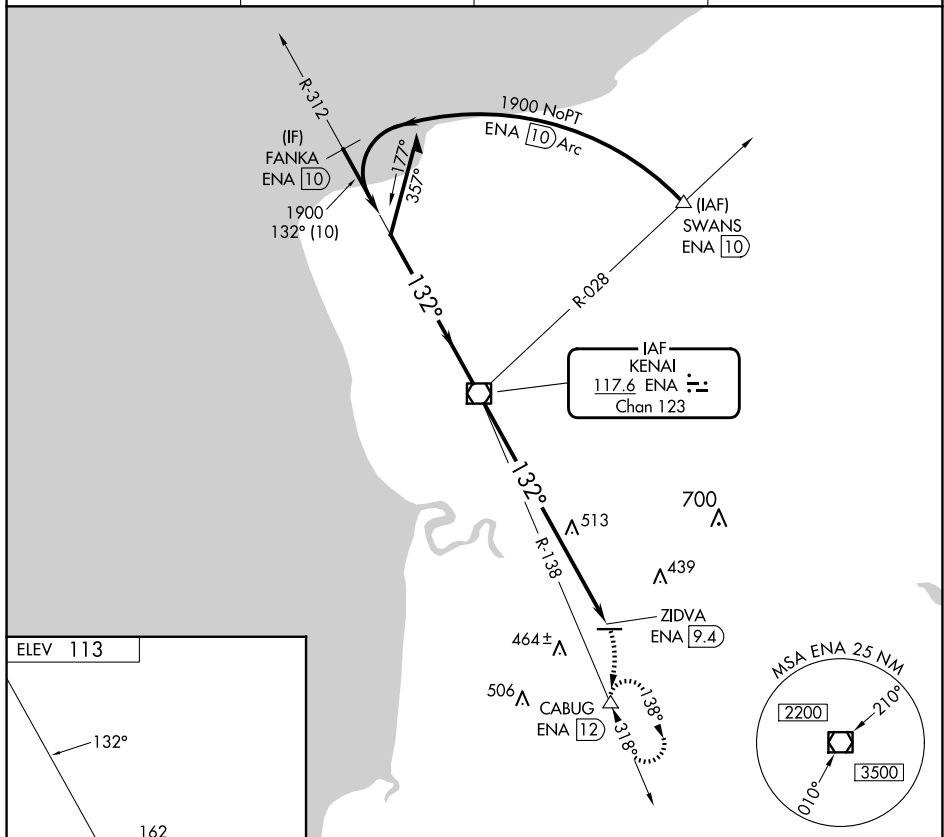 R-312
(IF)
FANKA
ENA 10
1900
132° (10)
177°
357°
1900 NoPT
ENA 10 Arc
(IAF)
SWANS
ENA 10
R-028
132°
IAF
KENAI
117.6 ENA
Chan 123
132°
R-138
513
700
439
ZIDVA
ENA 9.4
464±
506
CABUG
ENA 12
138°
318°
MSA ENA 25 NM
2200
210°
3500
010°
ELEV 113
132°
162